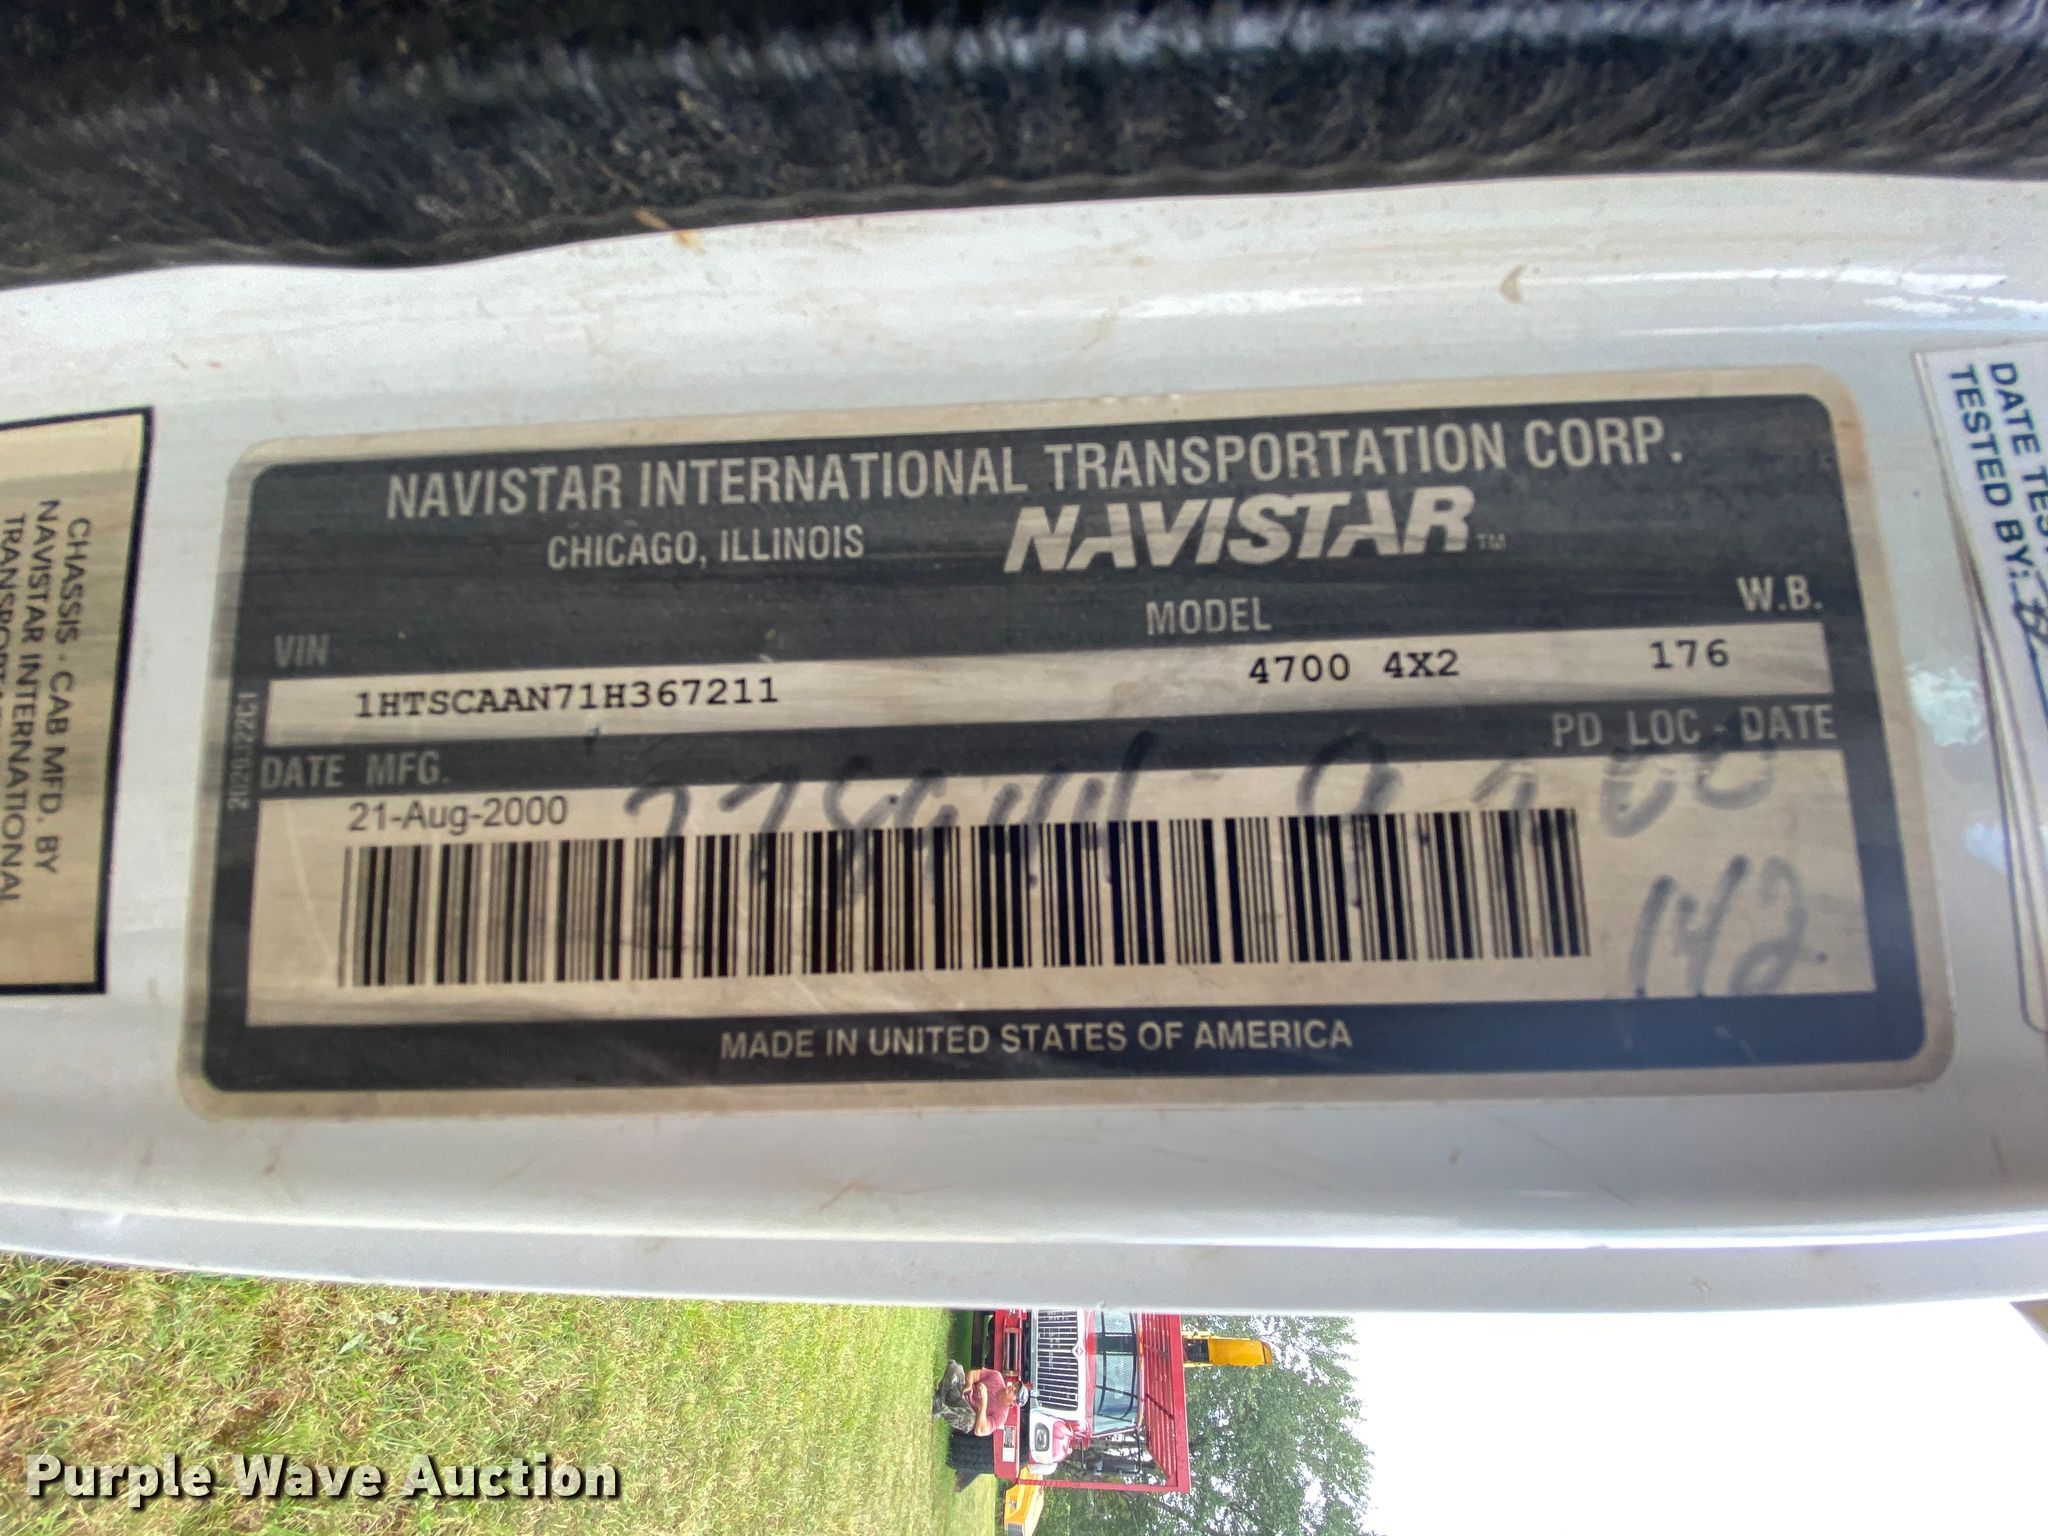 NAVISTAR INTERNATIONAL TRANSPORTATION CORP.
CHICAGO, ILLINOIS
NAVISTAR™
VIN
MODEL
W.B.
1HTSCAAN71H367211
4700 4X2
176
DATE MFG.
PD LOC - DATE
21-Aug-2000
142
MADE IN UNITED STATES OF AMERICA
CHASSIS - CAB MFD. BY
NAVISTAR INTERNATIONAL
DATE
TESTED BY:
Purple Wave Auction